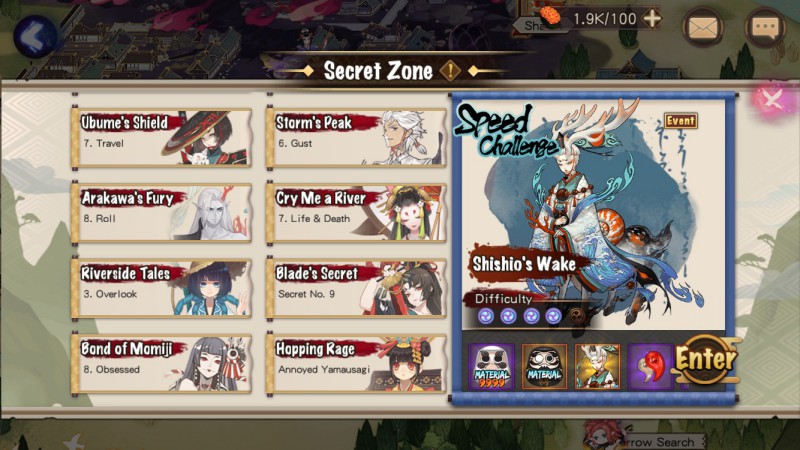 Sha
1.9K/100
Secret Zone
Ubume's Shield
7. Travel
Storm's Peak
6. Gust
Arakawa's Fury
8. Roll
Cry Me a River
7. Life & Death
Riverside Tales
3. Overlook
Blade's Secret
Secret No. 9
Bond of Momiji
8. Obsessed
Hopping Rage
Annoyed Yamausagi
Speed
Challenge
Event
Shishio's Wake
Difficulty
MATERIAL
MATERIAL
Enter
rrow Search